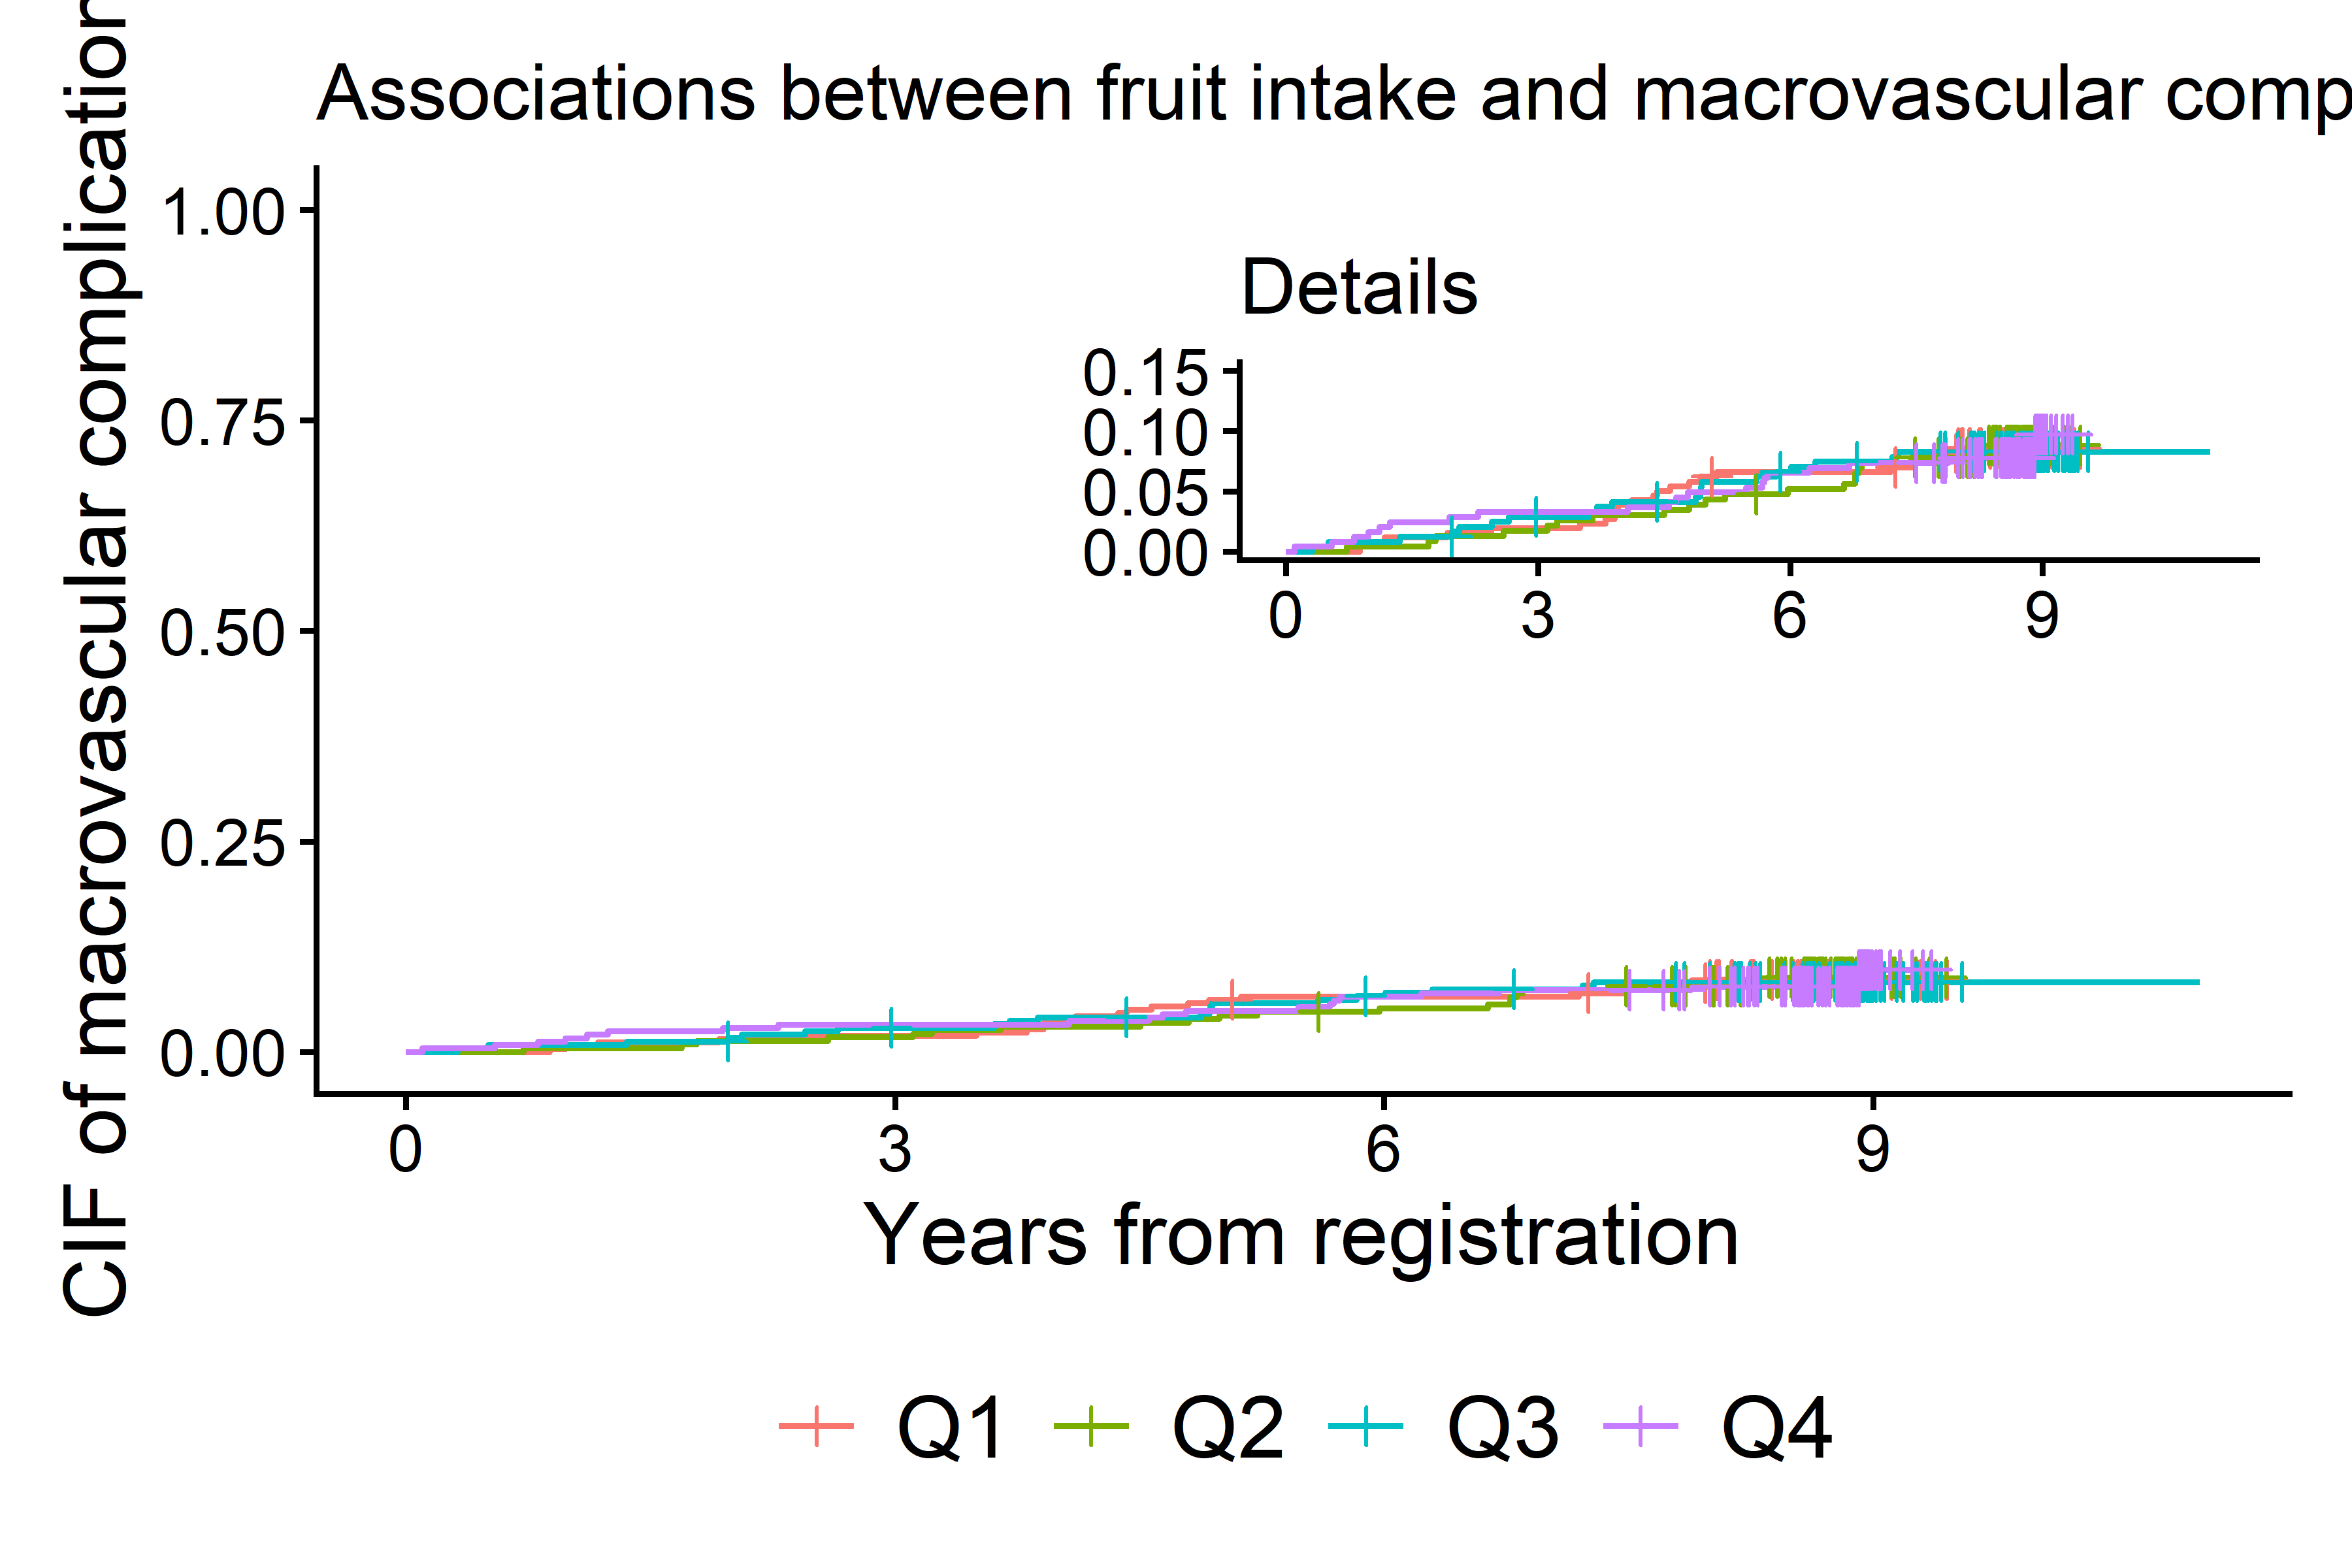 Associations between fruit intake and macrovascular comp
CIF of macrovascular complication
1.00
0.75
0.50
0.25
0.00
Details
0.15
0.10
0.05
0.00
0 3 6 9
0 3 6 9
Years from registration
Q1 Q2 Q3 Q4